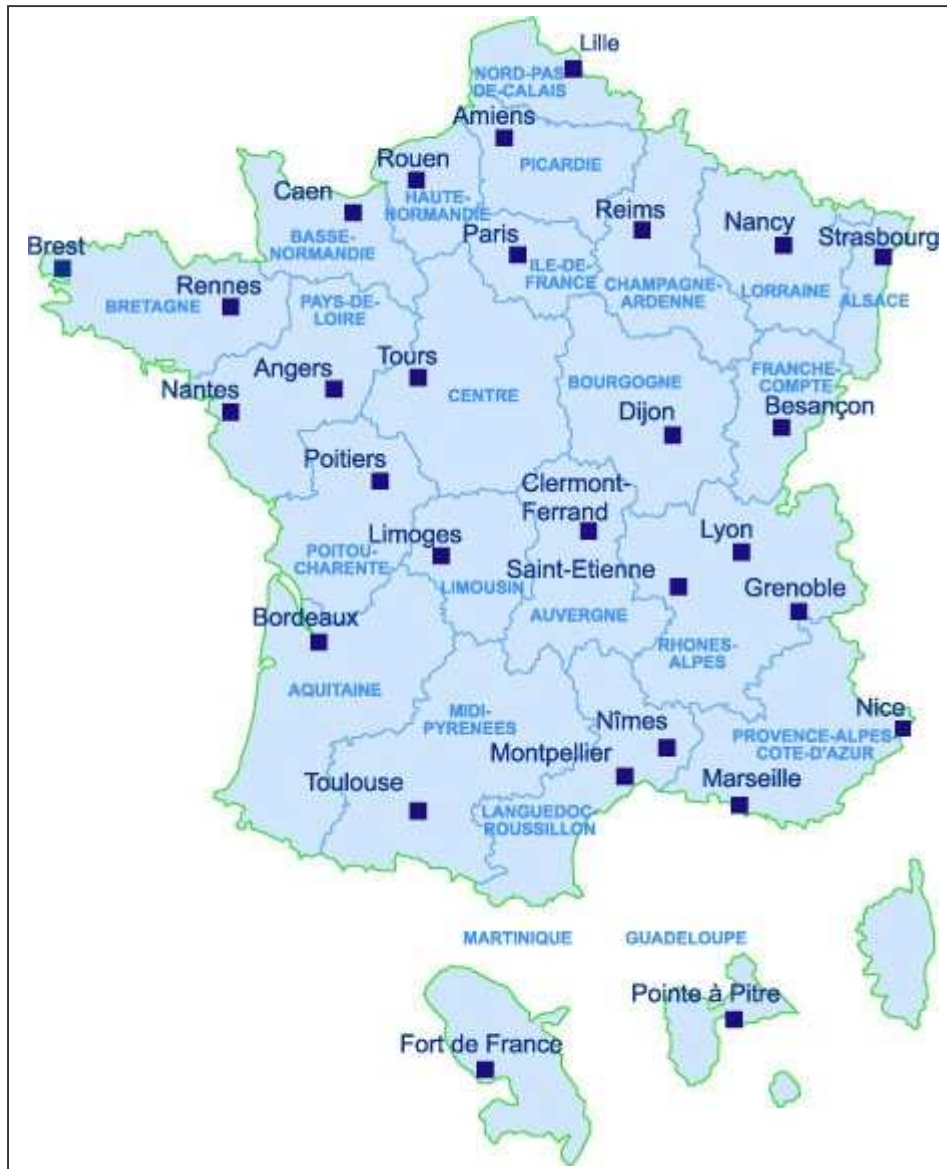 Lille
NORD-PAS
DE-CALAIS
Amiens
PICARDIE
Rouen
HAUTE-
NORMANDIE
Caen
BASSE-
NORMANDIE
Reims
Nancy
Strasbourg
Paris
ILE-DE-
FRANCE
CHAMPAGNE-
ARDENNE
LORRAINE
ALSACE
Brest
Rennes
BRETAGNE
PAYS-DE-
LOIRE
Angers
Tours
Nantes
CENTRE
BOURGOGNE
Dijon
FRANCHE-
COMPTE
Besançon
Poitiers
Clermont-
Ferrand
Limoges
POITOU-
CHARENTE
LIMOUSIN
Lyon
Saint-Etienne
Grenoble
AUVERGNE
RHONES-
ALPES
Bordeaux
AQUITAINE
MIDI-
PYRENEES
Nîmes
Nice
PROVENCE-ALPES-
COTE-D'AZUR
Montpellier
Marseille
Toulouse
LANGUEDOC-
ROUSSILLON
MARTINIQUE
GUADELOUPE
Pointe à Pitre
Fort de France